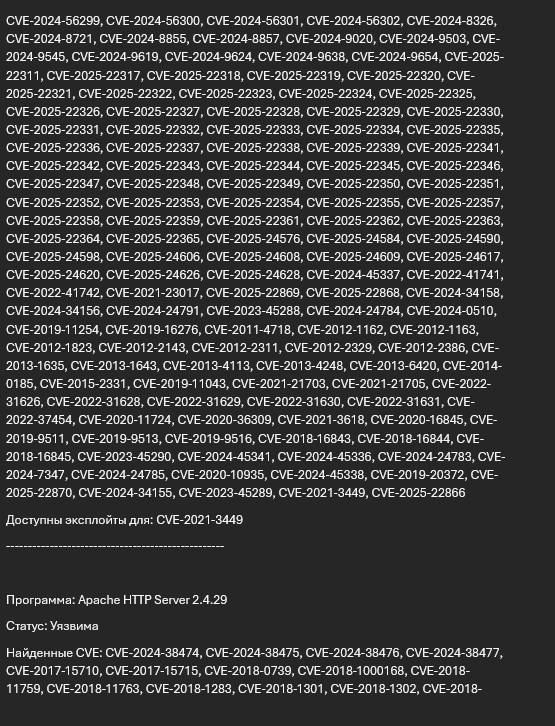 CVE-2024-56299, CVE-2024-56300, CVE-2024-56301, CVE-2024-56302, CVE-2024-8326,
CVE-2024-8721, CVE-2024-8855, CVE-2024-8857, CVE-2024-9020, CVE-2024-9503, CVE-
2024-9545, CVE-2024-9619, CVE-2024-9624, CVE-2024-9638, CVE-2024-9654, CVE-2025-
22311, CVE-2025-22317, CVE-2025-22318, CVE-2025-22319, CVE-2025-22320, CVE-
2025-22321, CVE-2025-22322, CVE-2025-22323, CVE-2025-22324, CVE-2025-22325,
CVE-2025-22326, CVE-2025-22327, CVE-2025-22328, CVE-2025-22329, CVE-2025-22330,
CVE-2025-22331, CVE-2025-22332, CVE-2025-22333, CVE-2025-22334, CVE-2025-22335,
CVE-2025-22336, CVE-2025-22337, CVE-2025-22338, CVE-2025-22339, CVE-2025-22341,
CVE-2025-22342, CVE-2025-22343, CVE-2025-22344, CVE-2025-22345, CVE-2025-22346,
CVE-2025-22347, CVE-2025-22348, CVE-2025-22349, CVE-2025-22350, CVE-2025-22351,
CVE-2025-22352, CVE-2025-22353, CVE-2025-22354, CVE-2025-22355, CVE-2025-22357,
CVE-2025-22358, CVE-2025-22359, CVE-2025-22361, CVE-2025-22362, CVE-2025-22363,
CVE-2025-22364, CVE-2025-22365, CVE-2025-24576, CVE-2025-24584, CVE-2025-24590,
CVE-2025-24598, CVE-2025-24606, CVE-2025-24608, CVE-2025-24609, CVE-2025-24617,
CVE-2025-24620, CVE-2025-24626, CVE-2025-24628, CVE-2024-45337, CVE-2022-41741,
CVE-2022-41742, CVE-2021-23017, CVE-2025-22869, CVE-2025-22868, CVE-2024-34158,
CVE-2024-34156, CVE-2024-24791, CVE-2023-45288, CVE-2024-24784, CVE-2024-0510,
CVE-2019-11254, CVE-2019-16276, CVE-2011-4718, CVE-2012-1162, CVE-2012-1163,
CVE-2012-1823, CVE-2012-2143, CVE-2012-2311, CVE-2012-2329, CVE-2012-2386, CVE-
2013-1635, CVE-2013-1643, CVE-2013-4113, CVE-2013-4248, CVE-2013-6420, CVE-2014-
0185, CVE-2015-2331, CVE-2019-11043, CVE-2021-21703, CVE-2021-21705, CVE-2022-
31626, CVE-2022-31628, CVE-2022-31629, CVE-2022-31630, CVE-2022-31631, CVE-
2022-37454, CVE-2020-11724, CVE-2020-36309, CVE-2021-3618, CVE-2020-16845, CVE-
2019-9511, CVE-2019-9513, CVE-2019-9516, CVE-2018-16843, CVE-2018-16844, CVE-
2018-16845, CVE-2023-45290, CVE-2024-45341, CVE-2024-45336, CVE-2024-24783, CVE-
2024-7347, CVE-2024-24785, CVE-2020-10935, CVE-2024-45338, CVE-2019-20372, CVE-
2025-22870, CVE-2024-34155, CVE-2023-45289, CVE-2021-3449, CVE-2025-22866
Доступны эксплойты для: CVE-2021-3449
--------------------------------------------------
Программа: Apache HTTP Server 2.4.29
Статус: Уязвима
Найденные CVE: CVE-2024-38474, CVE-2024-38475, CVE-2024-38476, CVE-2024-38477,
CVE-2017-15710, CVE-2017-15715, CVE-2018-0739, CVE-2018-1000168, CVE-2018-
11759, CVE-2018-11763, CVE-2018-1283, CVE-2018-1301, CVE-2018-1302, CVE-2018-